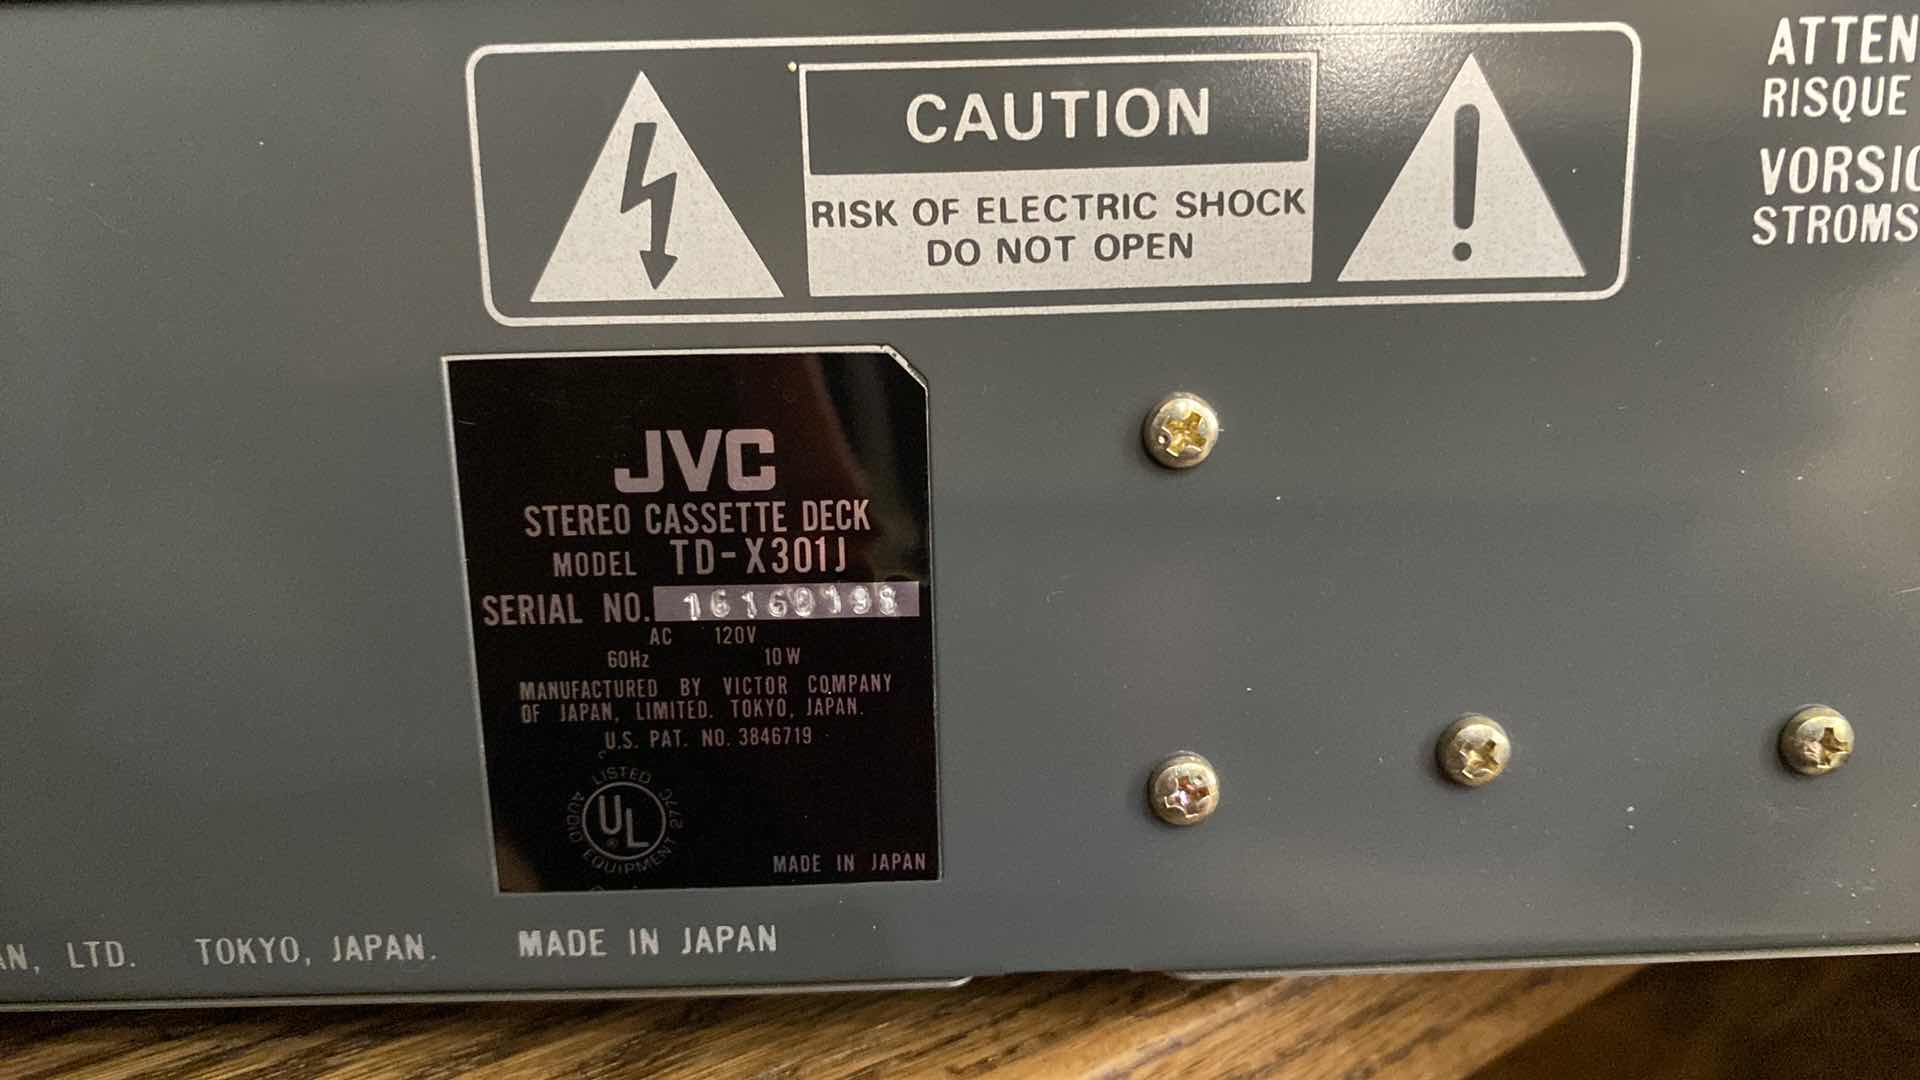 CAUTION
RISK OF ELECTRIC SHOCK
DO NOT OPEN
ATTEN
RISQUE
VORSIC
STROMS
JVC
STEREO CASSETTE DECK
MODEL TD-X301J
SERIAL NO. 16160198
AC 120V
60Hz 10W
MANUFACTURED BY VICTOR COMPANY
OF JAPAN, LIMITED. TOKYO, JAPAN.
U.S. PAT. NO. 3846719
LISTED
UL
®
AUDIO EQUIPMENT 277C
MADE IN JAPAN
AN, LTD. TOKYO, JAPAN. MADE IN JAPAN